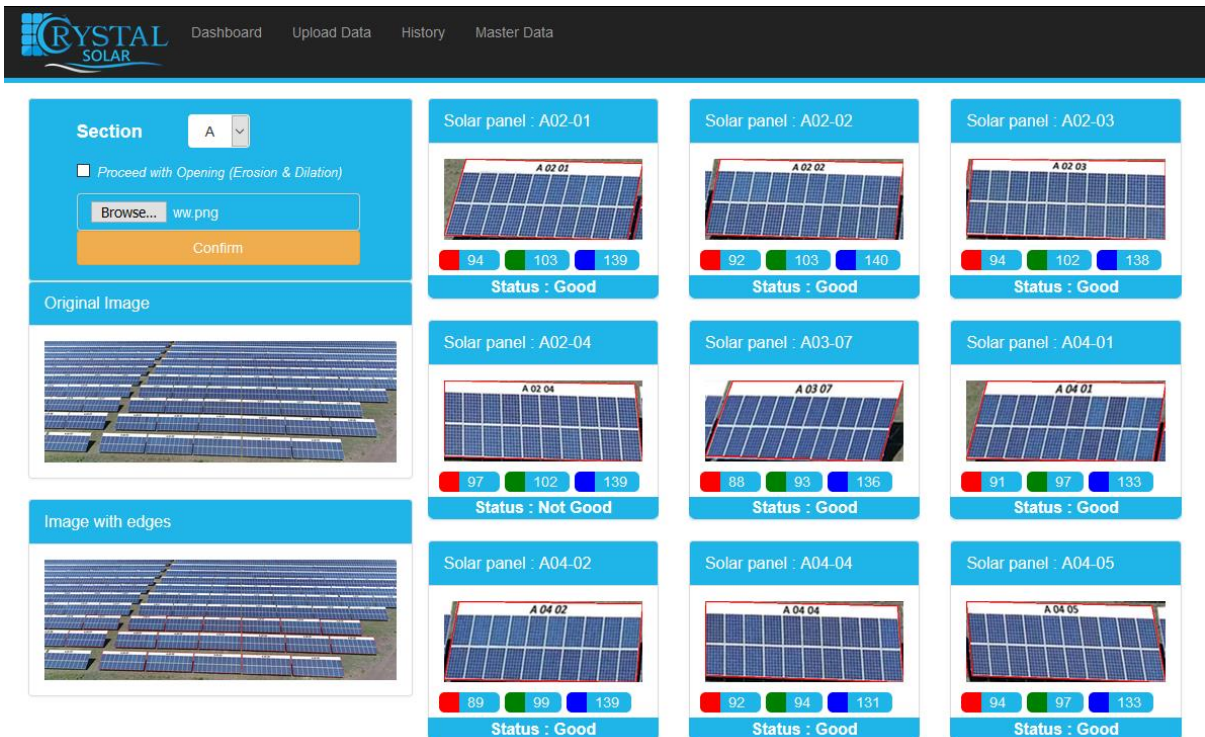 CRYSTAL
SOLAR
Dashboard Upload Data History Master Data
Section A
Proceed with Opening (Erosion & Dilation)
Browse... ww.png
Confirm
Original Image
Image with edges
Solar panel : A02-01
A 02 01
94 103 139
Status : Good
Solar panel : A02-02
A 02 02
92 103 140
Status : Good
Solar panel : A02-03
A 02 03
94 102 138
Status : Good
Solar panel : A02-04
A 02 04
97 102 139
Status : Not Good
Solar panel : A03-07
A 03 07
88 93 136
Status : Good
Solar panel : A04-01
A 04 01
91 97 133
Status : Good
Solar panel : A04-02
A 04 02
89 99 139
Status : Good
Solar panel : A04-04
A 04 04
92 94 131
Status : Good
Solar panel : A04-05
A 04 05
94 97 133
Status : Good